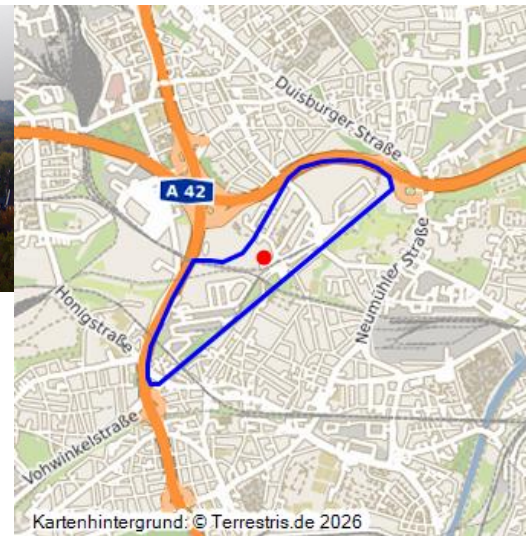 Duisburger Straße
A 42
Neumühler Straße
Honigstraße
Vohwinkelstraße
Kartenhintergrund: © Terrestris.de 2026